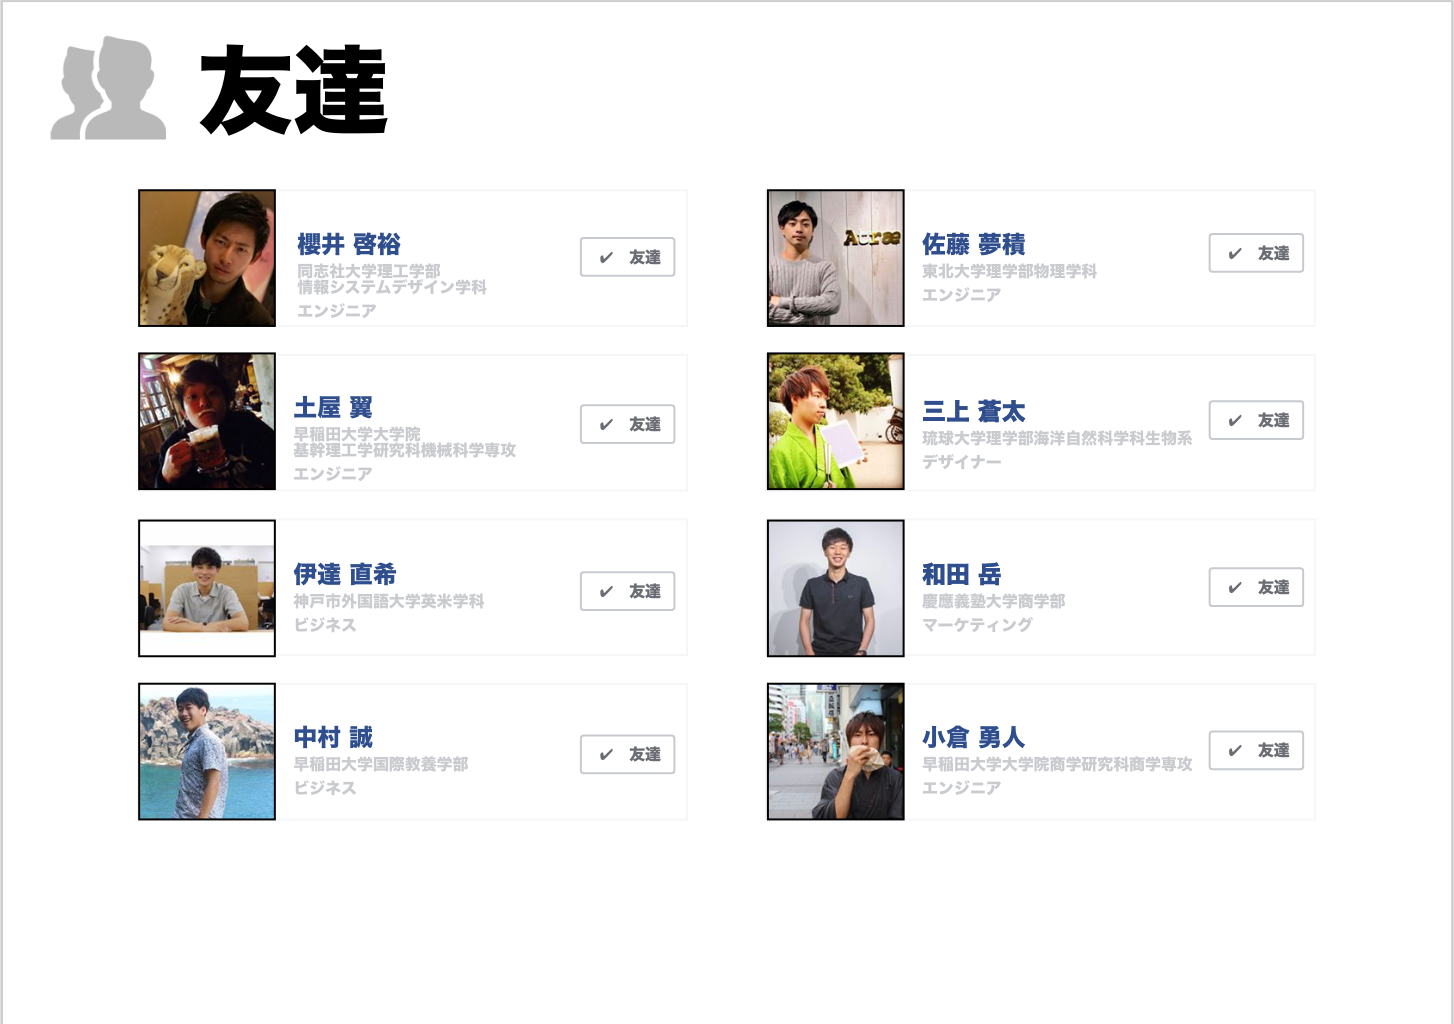 友達
櫻井 啓裕
同志社大学理工学部
情報システムデザイン学科
エンジニア
✔ 友達
佐藤 夢積
東北大学理学部物理学科
エンジニア
✔ 友達
Atrae
土屋 翼
早稲田大学大学院
基幹理工学研究科機械科学専攻
エンジニア
✔ 友達
三上 蒼太
琉球大学理学部海洋自然科学科生物系
デザイナー
✔ 友達
伊達 直希
神戸市外国語大学英米学科
ビジネス
✔ 友達
和田 岳
慶應義塾大学商学部
マーケティング
✔ 友達
中村 誠
早稲田大学国際教養学部
ビジネス
✔ 友達
小倉 勇人
早稲田大学大学院商学研究科商学専攻
エンジニア
✔ 友達